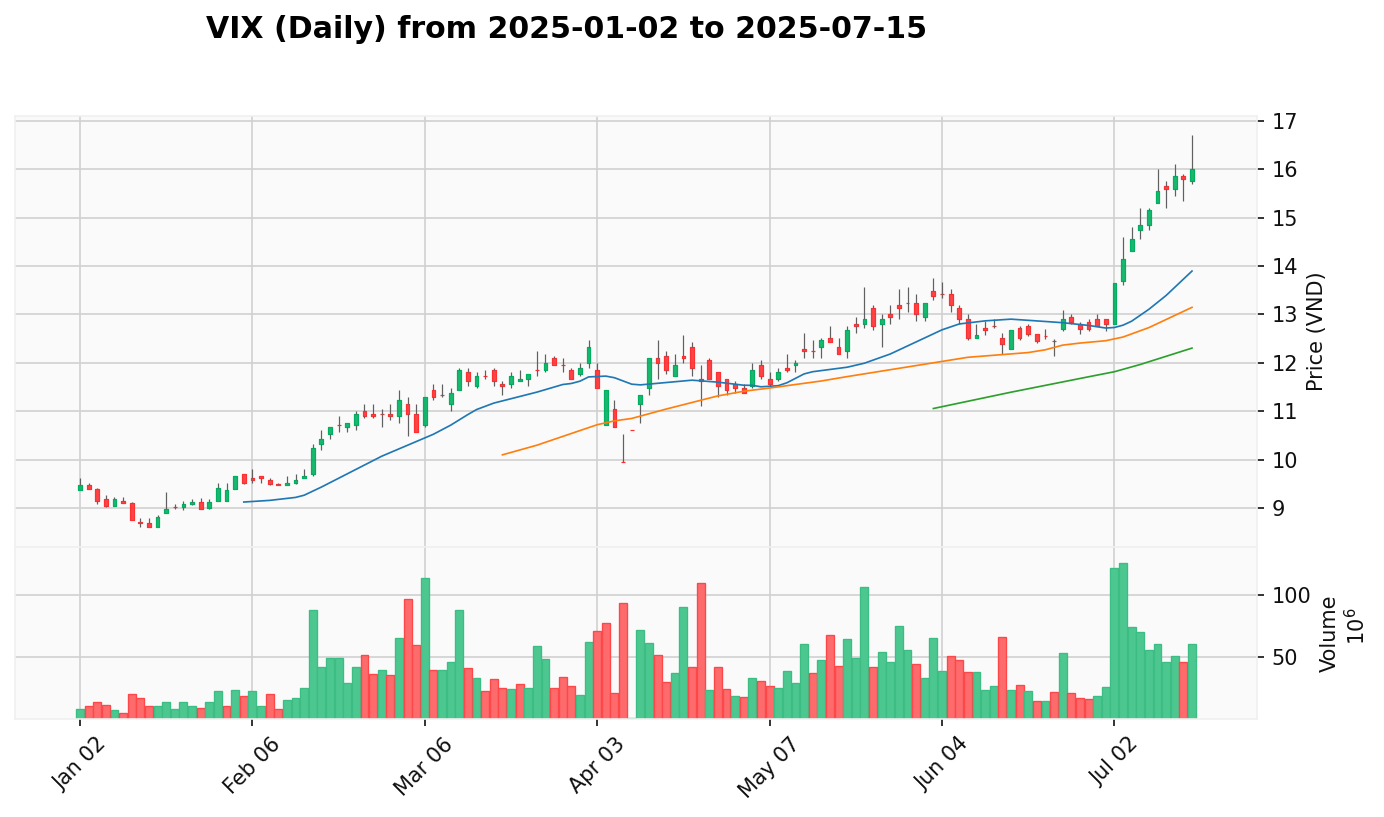 VIX (Daily) from 2025-01-02 to 2025-07-15
17
16
15
14
13
12
11
10
9
Price (VND)
100
50
Volume
10⁶
Jan 02
Feb 06
Mar 06
Apr 03
May 07
Jun 04
Jul 02